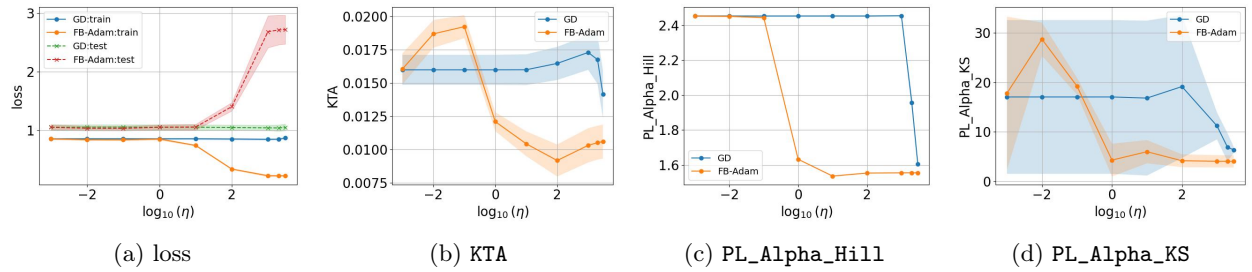 GD:train
FB-Adam:train
GD:test
FB-Adam:test
loss
3
2
1
−2
0
2
log₁₀ (η)
GD
FB-Adam
KTA
0.0200
0.0175
0.0150
0.0125
0.0100
0.0075
−2
0
2
log₁₀ (η)
GD
FB-Adam
PL_Alpha_Hill
2.4
2.2
2.0
1.8
1.6
−2
0
2
log₁₀ (η)
GD
FB-Adam
PL_Alpha_KS
30
20
10
0
−2
0
2
log₁₀ (η)
(a) loss
(b) KTA
(c) PL_Alpha_Hill
(d) PL_Alpha_KS